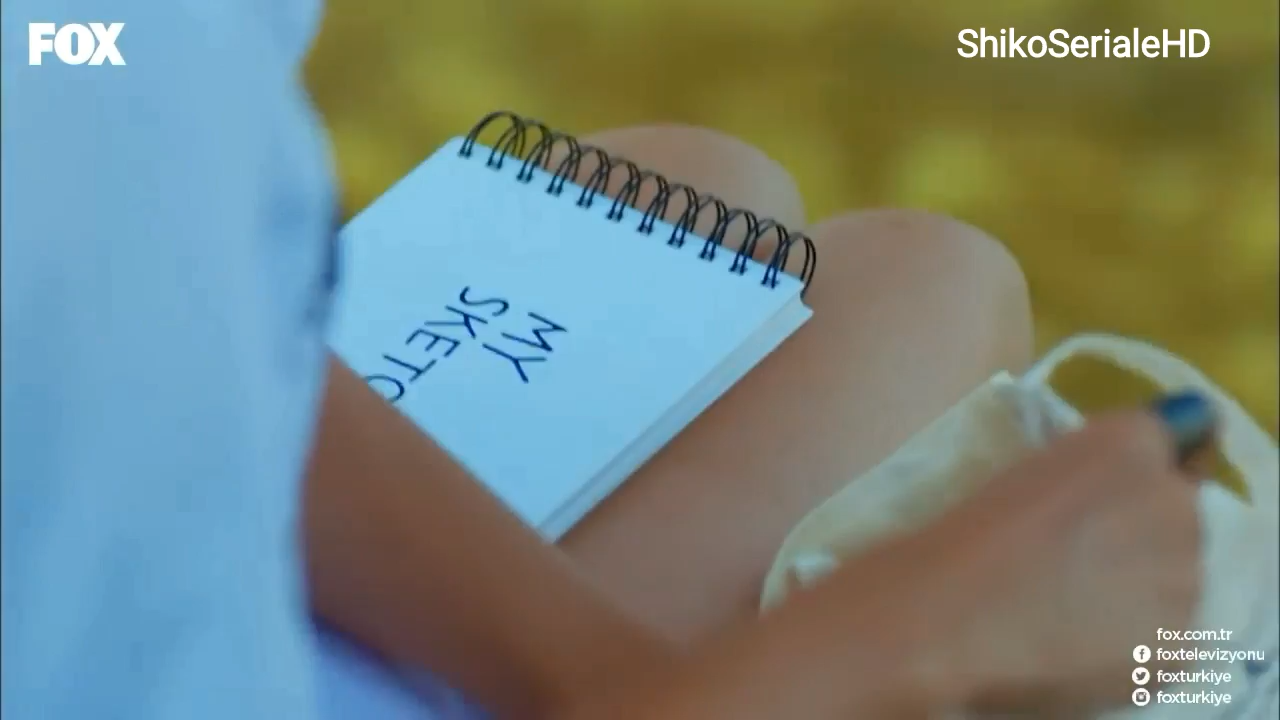 FOX
ShikoSerialeHD
MY
SKETC
fox.com.tr
foxtelevizyonu
foxturkiye
foxturkiye